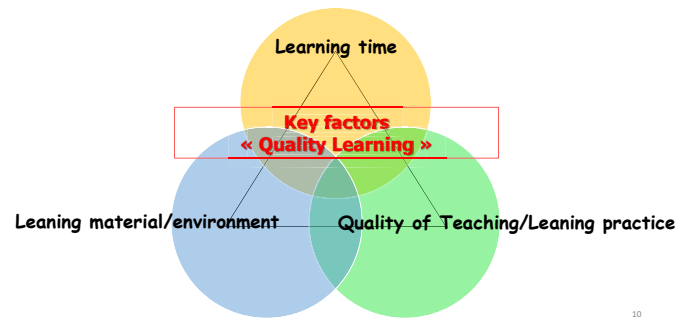 Learning time
Key factors
« Quality Learning »
Leaning material/environment
Quality of Teaching/Leaning practice
10